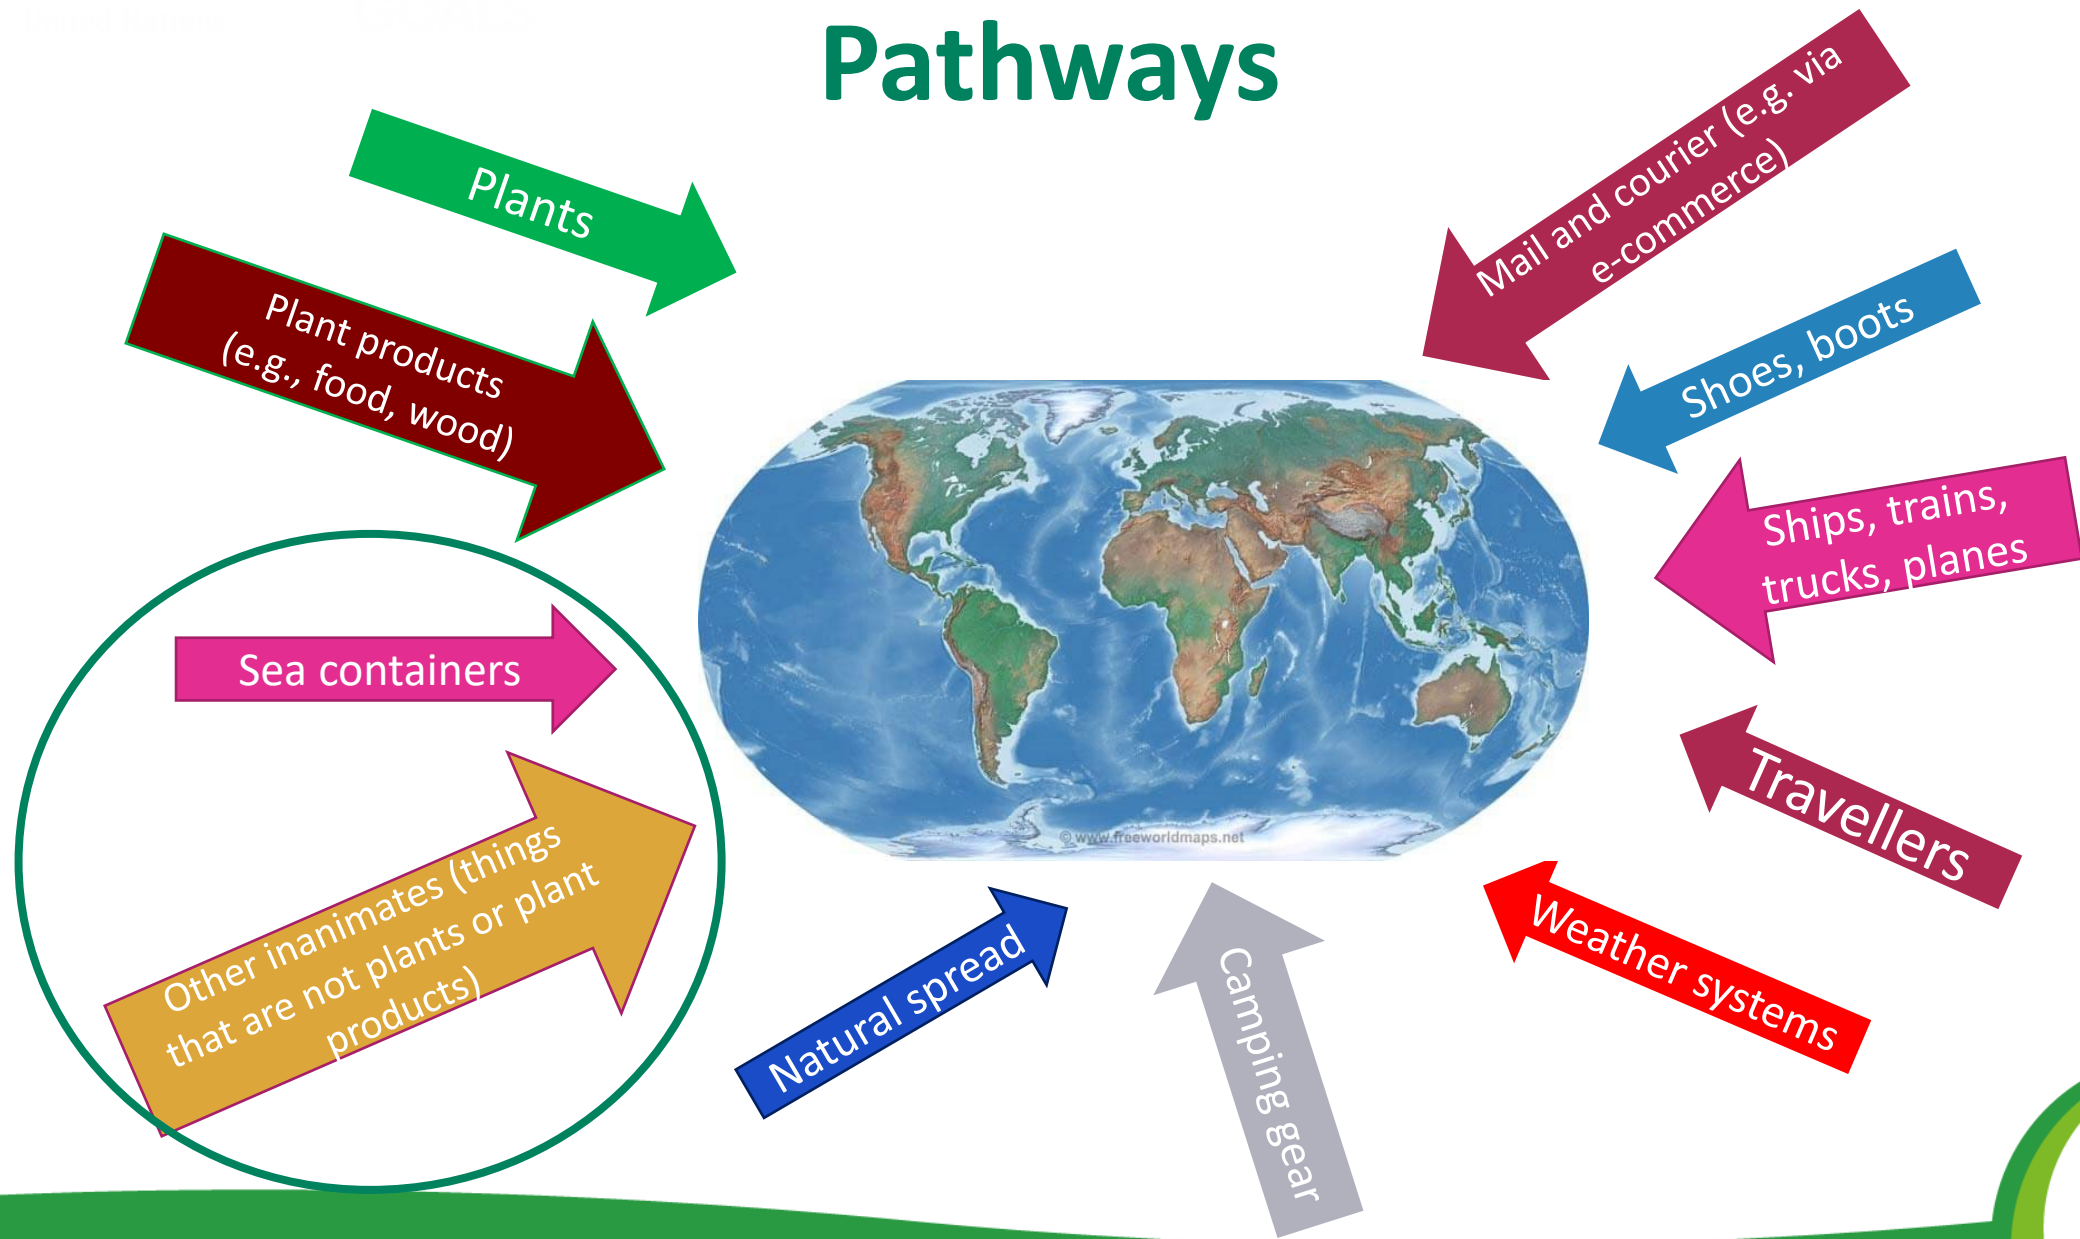 Pathways
Plants
Plant products
(e.g., food, wood)
Sea containers
Other inanimates (things
that are not plants or plant
products)
Natural spread
Camping gear
Mail and courier (e.g. via
e-commerce)
Shoes, boots
Ships, trains,
trucks, planes
Travellers
Weather systems
© www.freeworldmaps.net